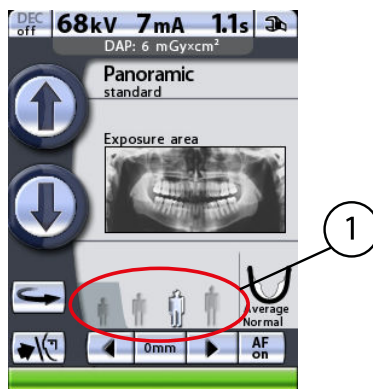 DEC off 68kV 7mA 1.1s
DAP: 6 mGy×cm²
Panoramic
standard
Exposure area
1
Average
Normal
0mm AF on